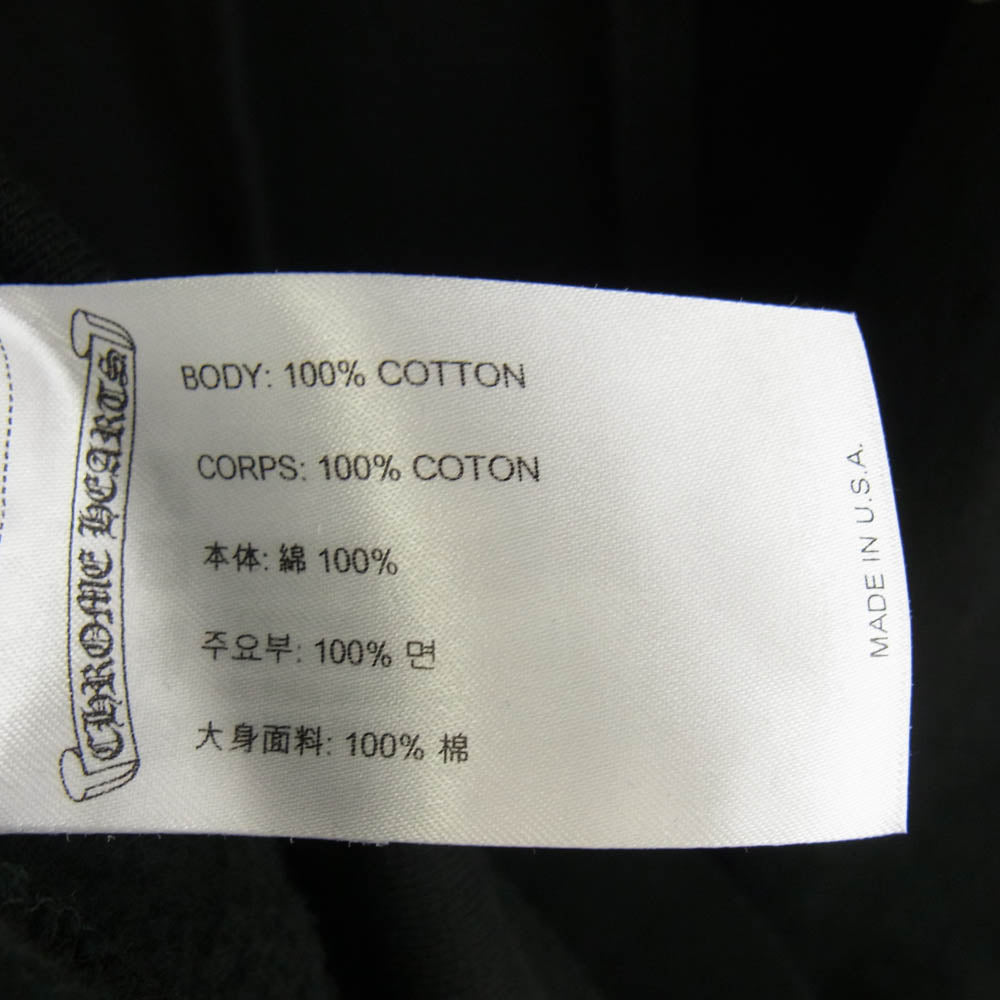 CHROME HEARTS
BODY: 100% COTTON
CORPS: 100% COTON
本体: 綿 100%
주요부: 100% 면
大身面料: 100% 棉
MADE IN U.S.A.